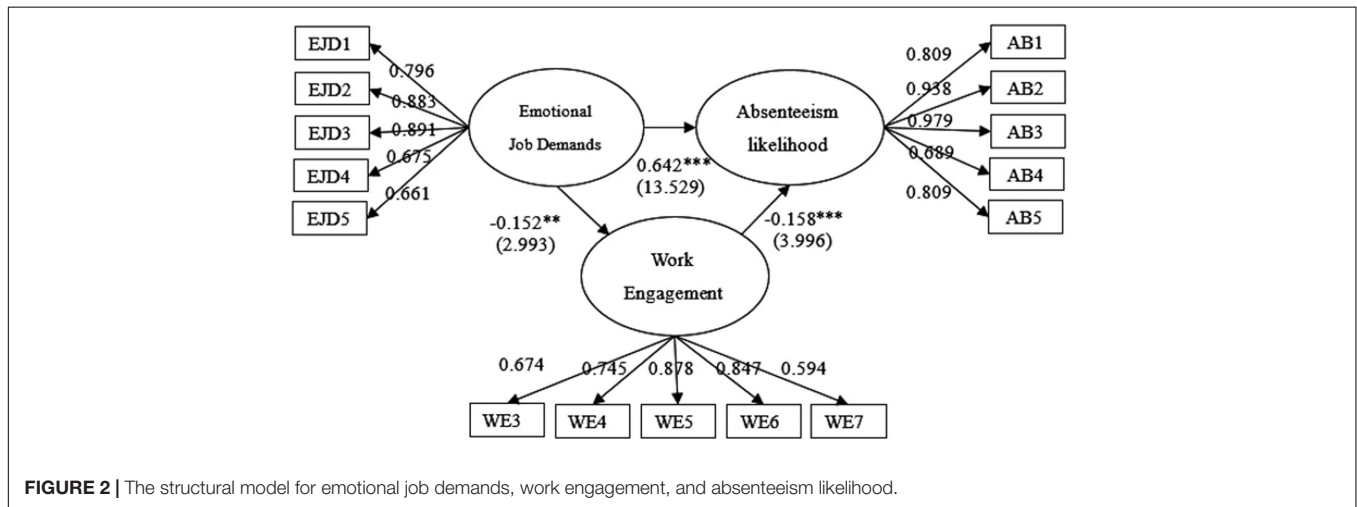 EJD1
EJD2
EJD3
EJD4
EJD5
0.796
0.883
0.891
0.675
0.661
Emotional
Job Demands
0.642***
(13.529)
Absenteeism
likelihood
0.809
0.938
0.979
0.689
0.809
AB1
AB2
AB3
AB4
AB5
-0.152**
(2.993)
-0.158***
(3.996)
Work
Engagement
0.674
0.745
0.878
0.847
0.594
WE3
WE4
WE5
WE6
WE7
FIGURE 2 | The structural model for emotional job demands, work engagement, and absenteeism likelihood.